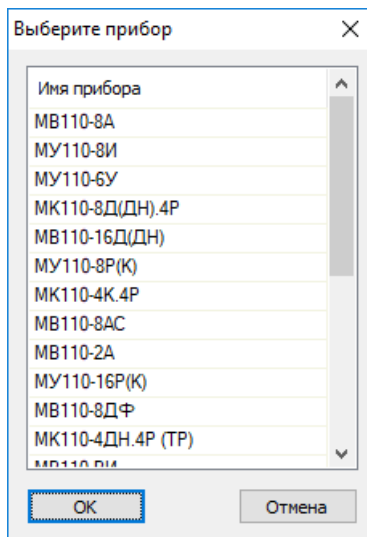 Выберите прибор
Имя прибора
МВ110-8А
МУ110-8И
МУ110-6У
МК110-8Д(ДН).4Р
МВ110-16Д(ДН)
МУ110-8Р(К)
МК110-4К.4Р
МВ110-8АС
МВ110-2А
МУ110-16Р(К)
МВ110-8ДФ
МК110-4ДН.4Р (ТР)
ОК
Отмена